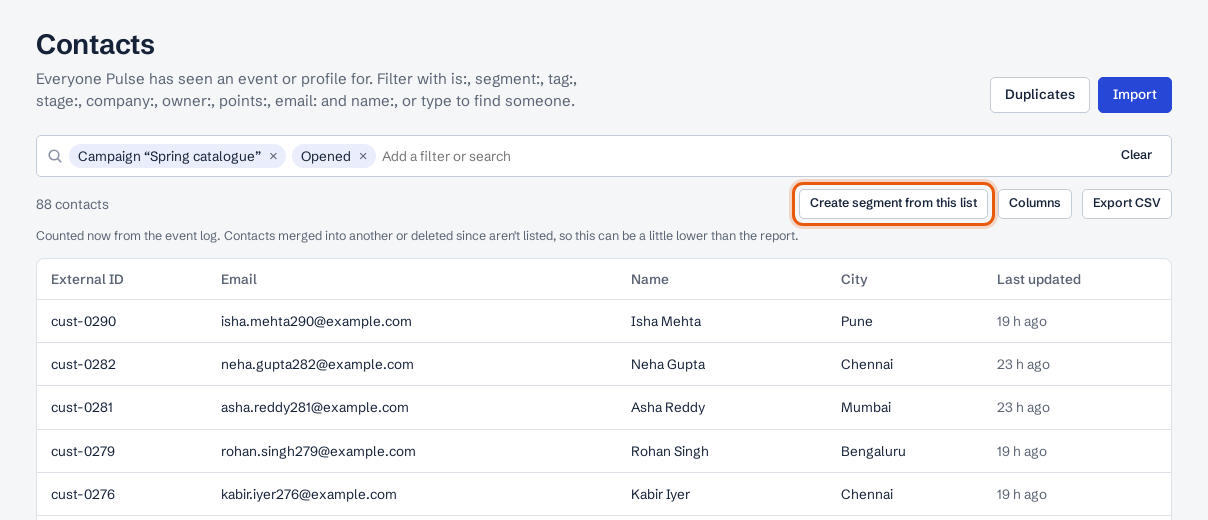 Contacts
Everyone Pulse has seen an event or profile for. Filter with is:, segment:, tag:,
stage:, company:, owner:, points:, email: and name:, or type to find someone.
Duplicates
Import
Campaign “Spring catalogue” ×
Opened ×
Add a filter or search
Clear
88 contacts
Create segment from this list
Columns
Export CSV
Counted now from the event log. Contacts merged into another or deleted since aren't listed, so this can be a little lower than the report.
External ID Email Name City Last updated
cust-0290 isha.mehta290@example.com Isha Mehta Pune 19 h ago
cust-0282 neha.gupta282@example.com Neha Gupta Chennai 23 h ago
cust-0281 asha.reddy281@example.com Asha Reddy Mumbai 23 h ago
cust-0279 rohan.singh279@example.com Rohan Singh Bengaluru 19 h ago
cust-0276 kabir.iyer276@example.com Kabir Iyer Chennai 19 h ago